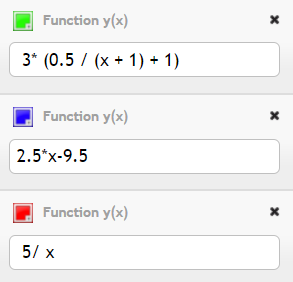 Function y(x) ✖
3* (0.5 / (x + 1) + 1)
Function y(x) ✖
2.5*x-9.5
Function y(x) ✖
5/ x